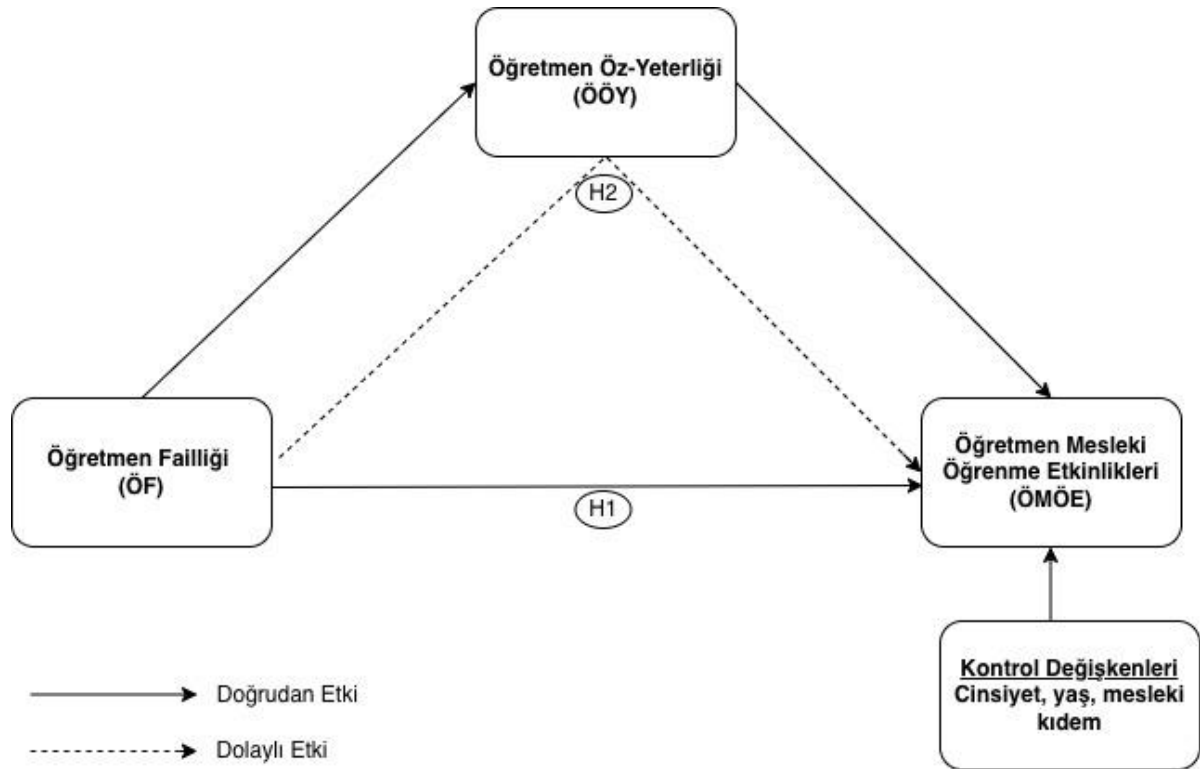 Öğretmen Öz-Yeterliği
(ÖÖY)
H2
Öğretmen Failliği
(ÖF)
H1
Öğretmen Mesleki
Öğrenme Etkinlikleri
(ÖMÖE)
Kontrol Değişkenleri
Cinsiyet, yaş, mesleki
kıdem
Doğrudan Etki
Dolaylı Etki